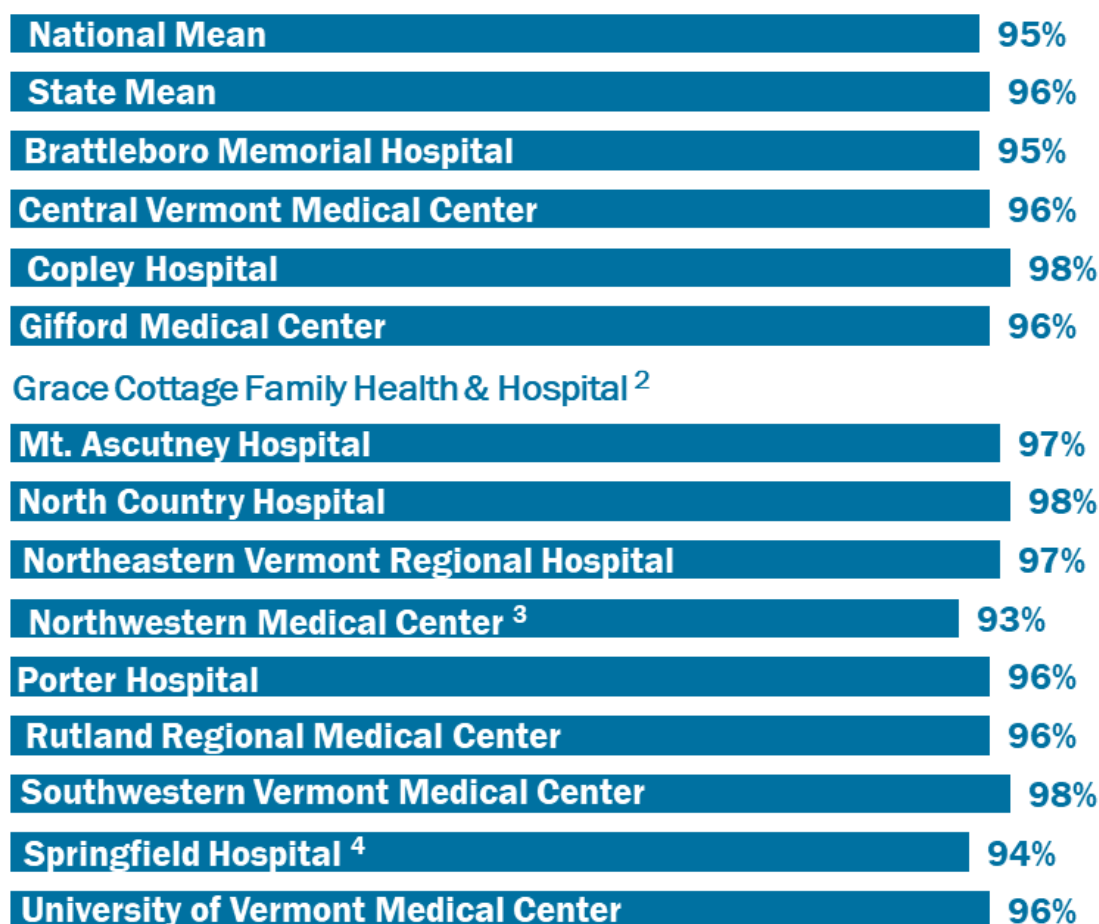 National Mean 95%
State Mean 96%
Brattleboro Memorial Hospital 95%
Central Vermont Medical Center 96%
Copley Hospital 98%
Gifford Medical Center 96%
Grace Cottage Family Health & Hospital 2
Mt. Ascutney Hospital 97%
North Country Hospital 98%
Northeastern Vermont Regional Hospital 97%
Northwestern Medical Center 3 93%
Porter Hospital 96%
Rutland Regional Medical Center 96%
Southwestern Vermont Medical Center 98%
Springfield Hospital 4 94%
University of Vermont Medical Center 96%